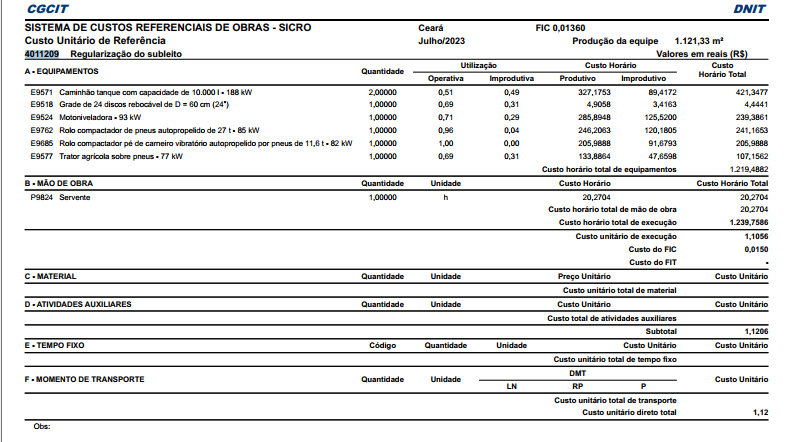 CGCIT DNIT
SISTEMA DE CUSTOS REFERENCIAIS DE OBRAS - SICRO Ceará FIC 0,01360
Custo Unitário de Referência Julho/2023 Produção da equipe 1.121,33 m²
4011209 Regularização do subleito Valores em reais (R$)
A - EQUIPAMENTOS Quantidade Utilização Custo Horário Custo Horário Total
Operativa Improdutiva Produtivo Improdutivo
E9571 Caminhão tanque com capacidade de 10.000 l - 188 kW 2,00000 0,51 0,49 327,1753 89,4172 421,3477
E9518 Grade de 24 discos rebocável de D = 60 cm (24") 1,00000 0,69 0,31 4,9058 3,4163 4,4441
E9524 Motoniveladora - 93 kW 1,00000 0,71 0,29 285,8948 125,5200 239,3861
E9762 Rolo compactador de pneus autopropelido de 27 t - 85 kW 1,00000 0,96 0,04 246,2063 120,1805 241,1653
E9685 Rolo compactador pé de carneiro vibratório autopropelido por pneus de 11,6 t - 82 kW 1,00000 1,00 0,00 205,9888 91,6793 205,9888
E9577 Trator agrícola sobre pneus - 77 kW 1,00000 0,69 0,31 133,8864 47,6598 107,1562
Custo horário total de equipamentos 1.219,4882
B - MÃO DE OBRA Quantidade Unidade Custo Horário Custo Horário Total
P9824 Servente 1,00000 h 20,2704 20,2704
Custo horário total de mão de obra 20,2704
Custo horário total de execução 1.239,7586
Custo unitário de execução 1,1056
Custo do FIC 0,0150
Custo do FIT -
C - MATERIAL Quantidade Unidade Preço Unitário Custo Unitário
Custo unitário total de material
D - ATIVIDADES AUXILIARES Quantidade Unidade Custo Unitário Custo Unitário
Custo total de atividades auxiliares
Subtotal 1,1206
E - TEMPO FIXO Código Quantidade Unidade Custo Unitário Custo Unitário
Custo unitário total de tempo fixo
F - MOMENTO DE TRANSPORTE Quantidade Unidade DMT Custo Unitário
LN RP P
Custo unitário total de transporte
Custo unitário direto total 1,12
Obs: